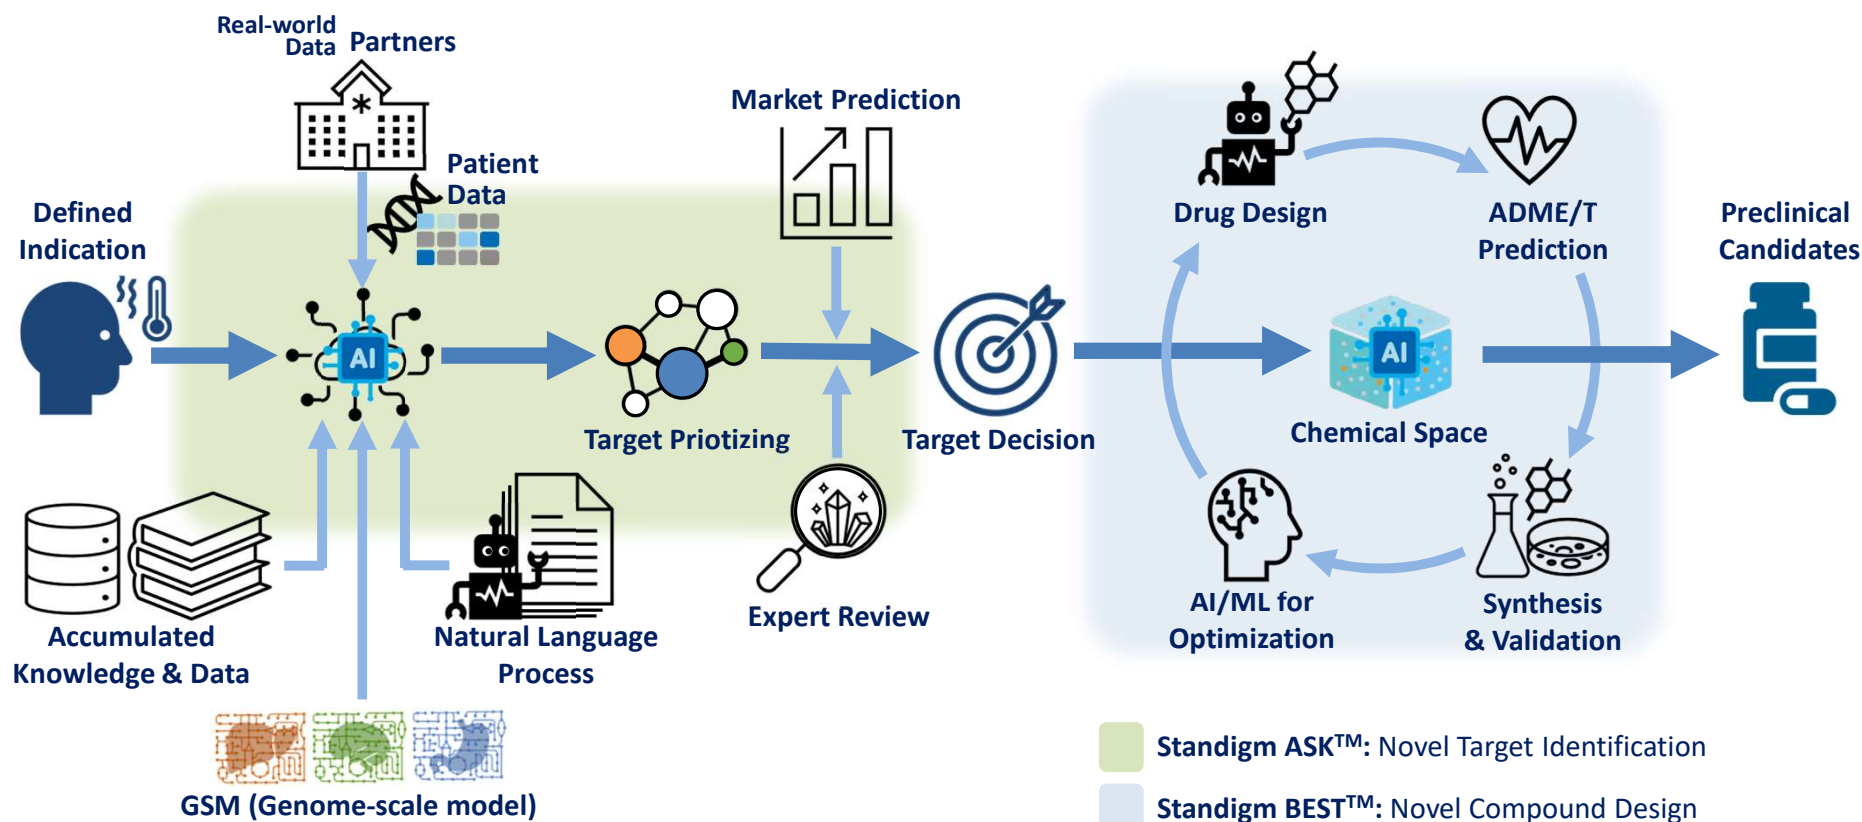 Real-world
Data
Partners
Market Prediction
Patient
Data
Defined
Indication
Drug Design
ADME/T
Prediction
Preclinical
Candidates
AI
AI
Target Priotizing
Target Decision
Chemical Space
Accumulated
Knowledge & Data
Natural Language
Process
Expert Review
AI/ML for
Optimization
Synthesis
& Validation
GSM (Genome-scale model)
Standigm ASK™: Novel Target Identification
Standigm BEST™: Novel Compound Design